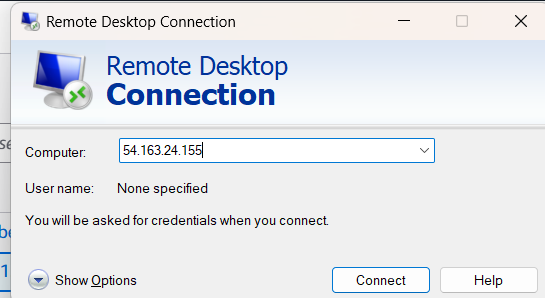 Remote Desktop Connection
Remote Desktop
Connection
Computer: 54.163.24.155
User name: None specified
You will be asked for credentials when you connect.
Show Options Connect Help